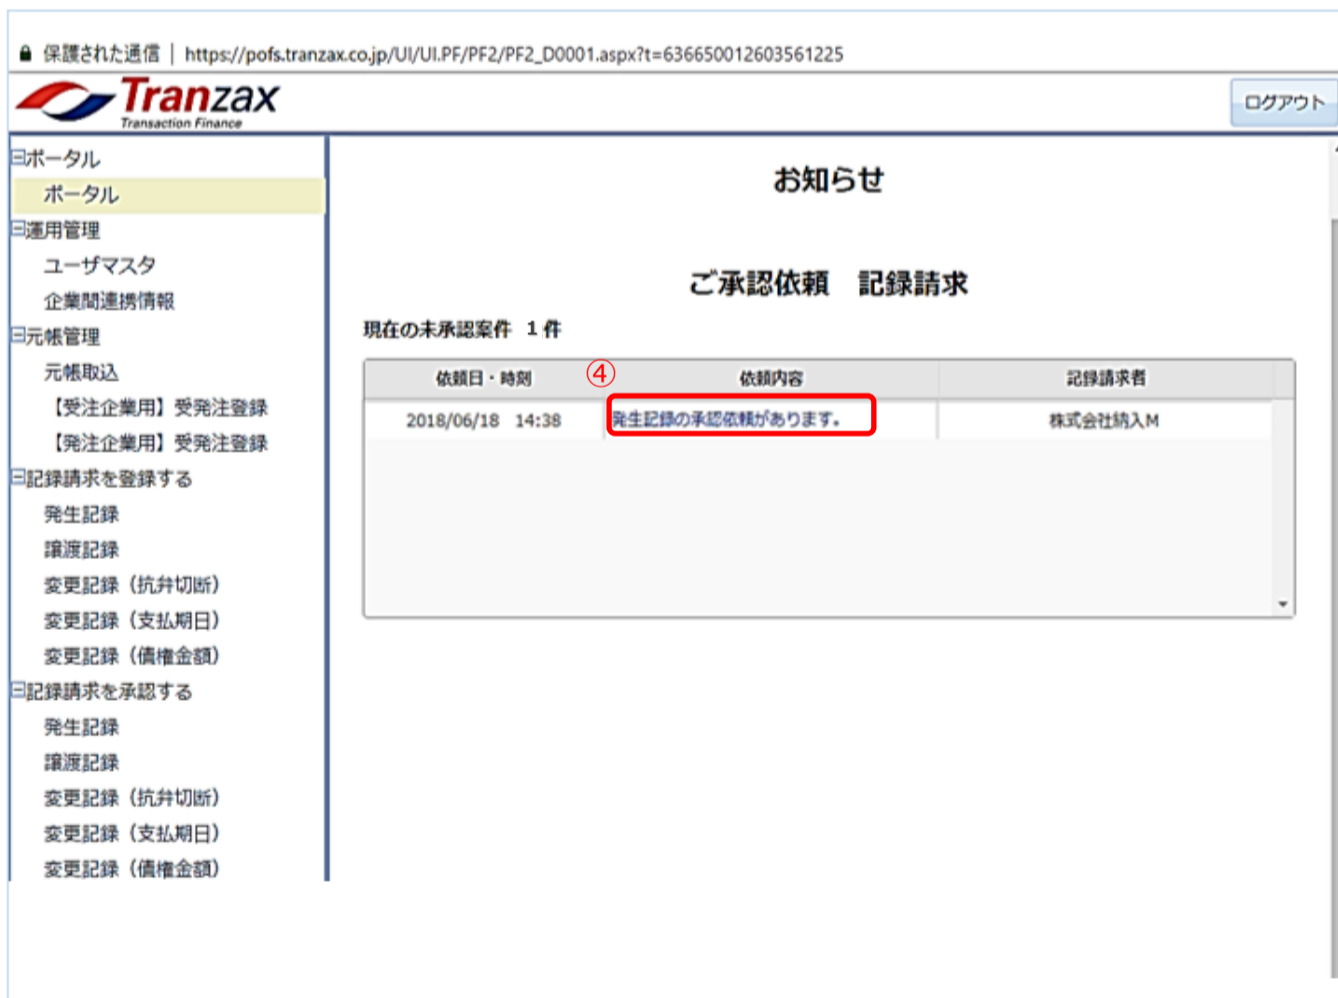 保護された通信 | https://pofs.tranzax.co.jp/UI/UI.PF/PF2/PF2_D0001.aspx?t=636650012603561225
Tranzax
Transaction Finance
ログアウト
ポータル
ポータル
運用管理
ユーザマスタ
企業間連携情報
元帳管理
元帳取込
【受注企業用】受発注登録
【発注企業用】受発注登録
記録請求を登録する
発生記録
譲渡記録
変更記録（抗弁切断）
変更記録（支払期日）
変更記録（債権金額）
記録請求を承認する
発生記録
譲渡記録
変更記録（抗弁切断）
変更記録（支払期日）
変更記録（債権金額）
お知らせ
ご承認依頼 記録請求
現在の未承認案件 1 件
依頼日・時刻 ④ 依頼内容 記録請求者
2018/06/18 14:38 発生記録の承認依頼があります。 株式会社納入M